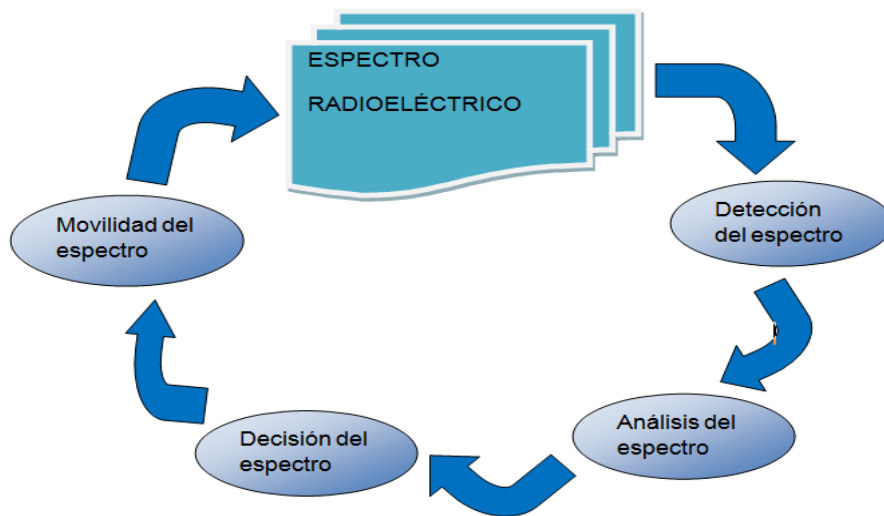 ESPECTRO
RADIOELÉCTRICO
Detección
del espectro
Análisis del
espectro
Decisión del
espectro
Movilidad del
espectro